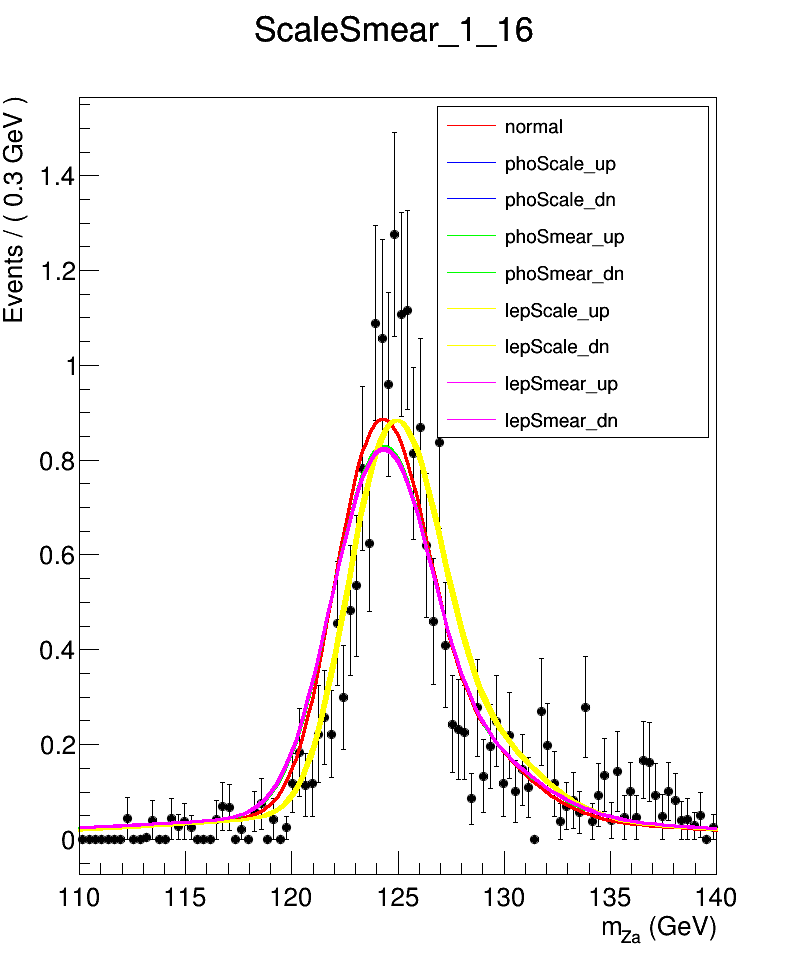 ScaleSmear_1_16
Events / ( 0.3 GeV )
1.4
1.2
1
0.8
0.6
0.4
0.2
0
normal
phoScale_up
phoScale_dn
phoSmear_up
phoSmear_dn
lepScale_up
lepScale_dn
lepSmear_up
lepSmear_dn
110 115 120 125 130 135 140
m_Za (GeV)